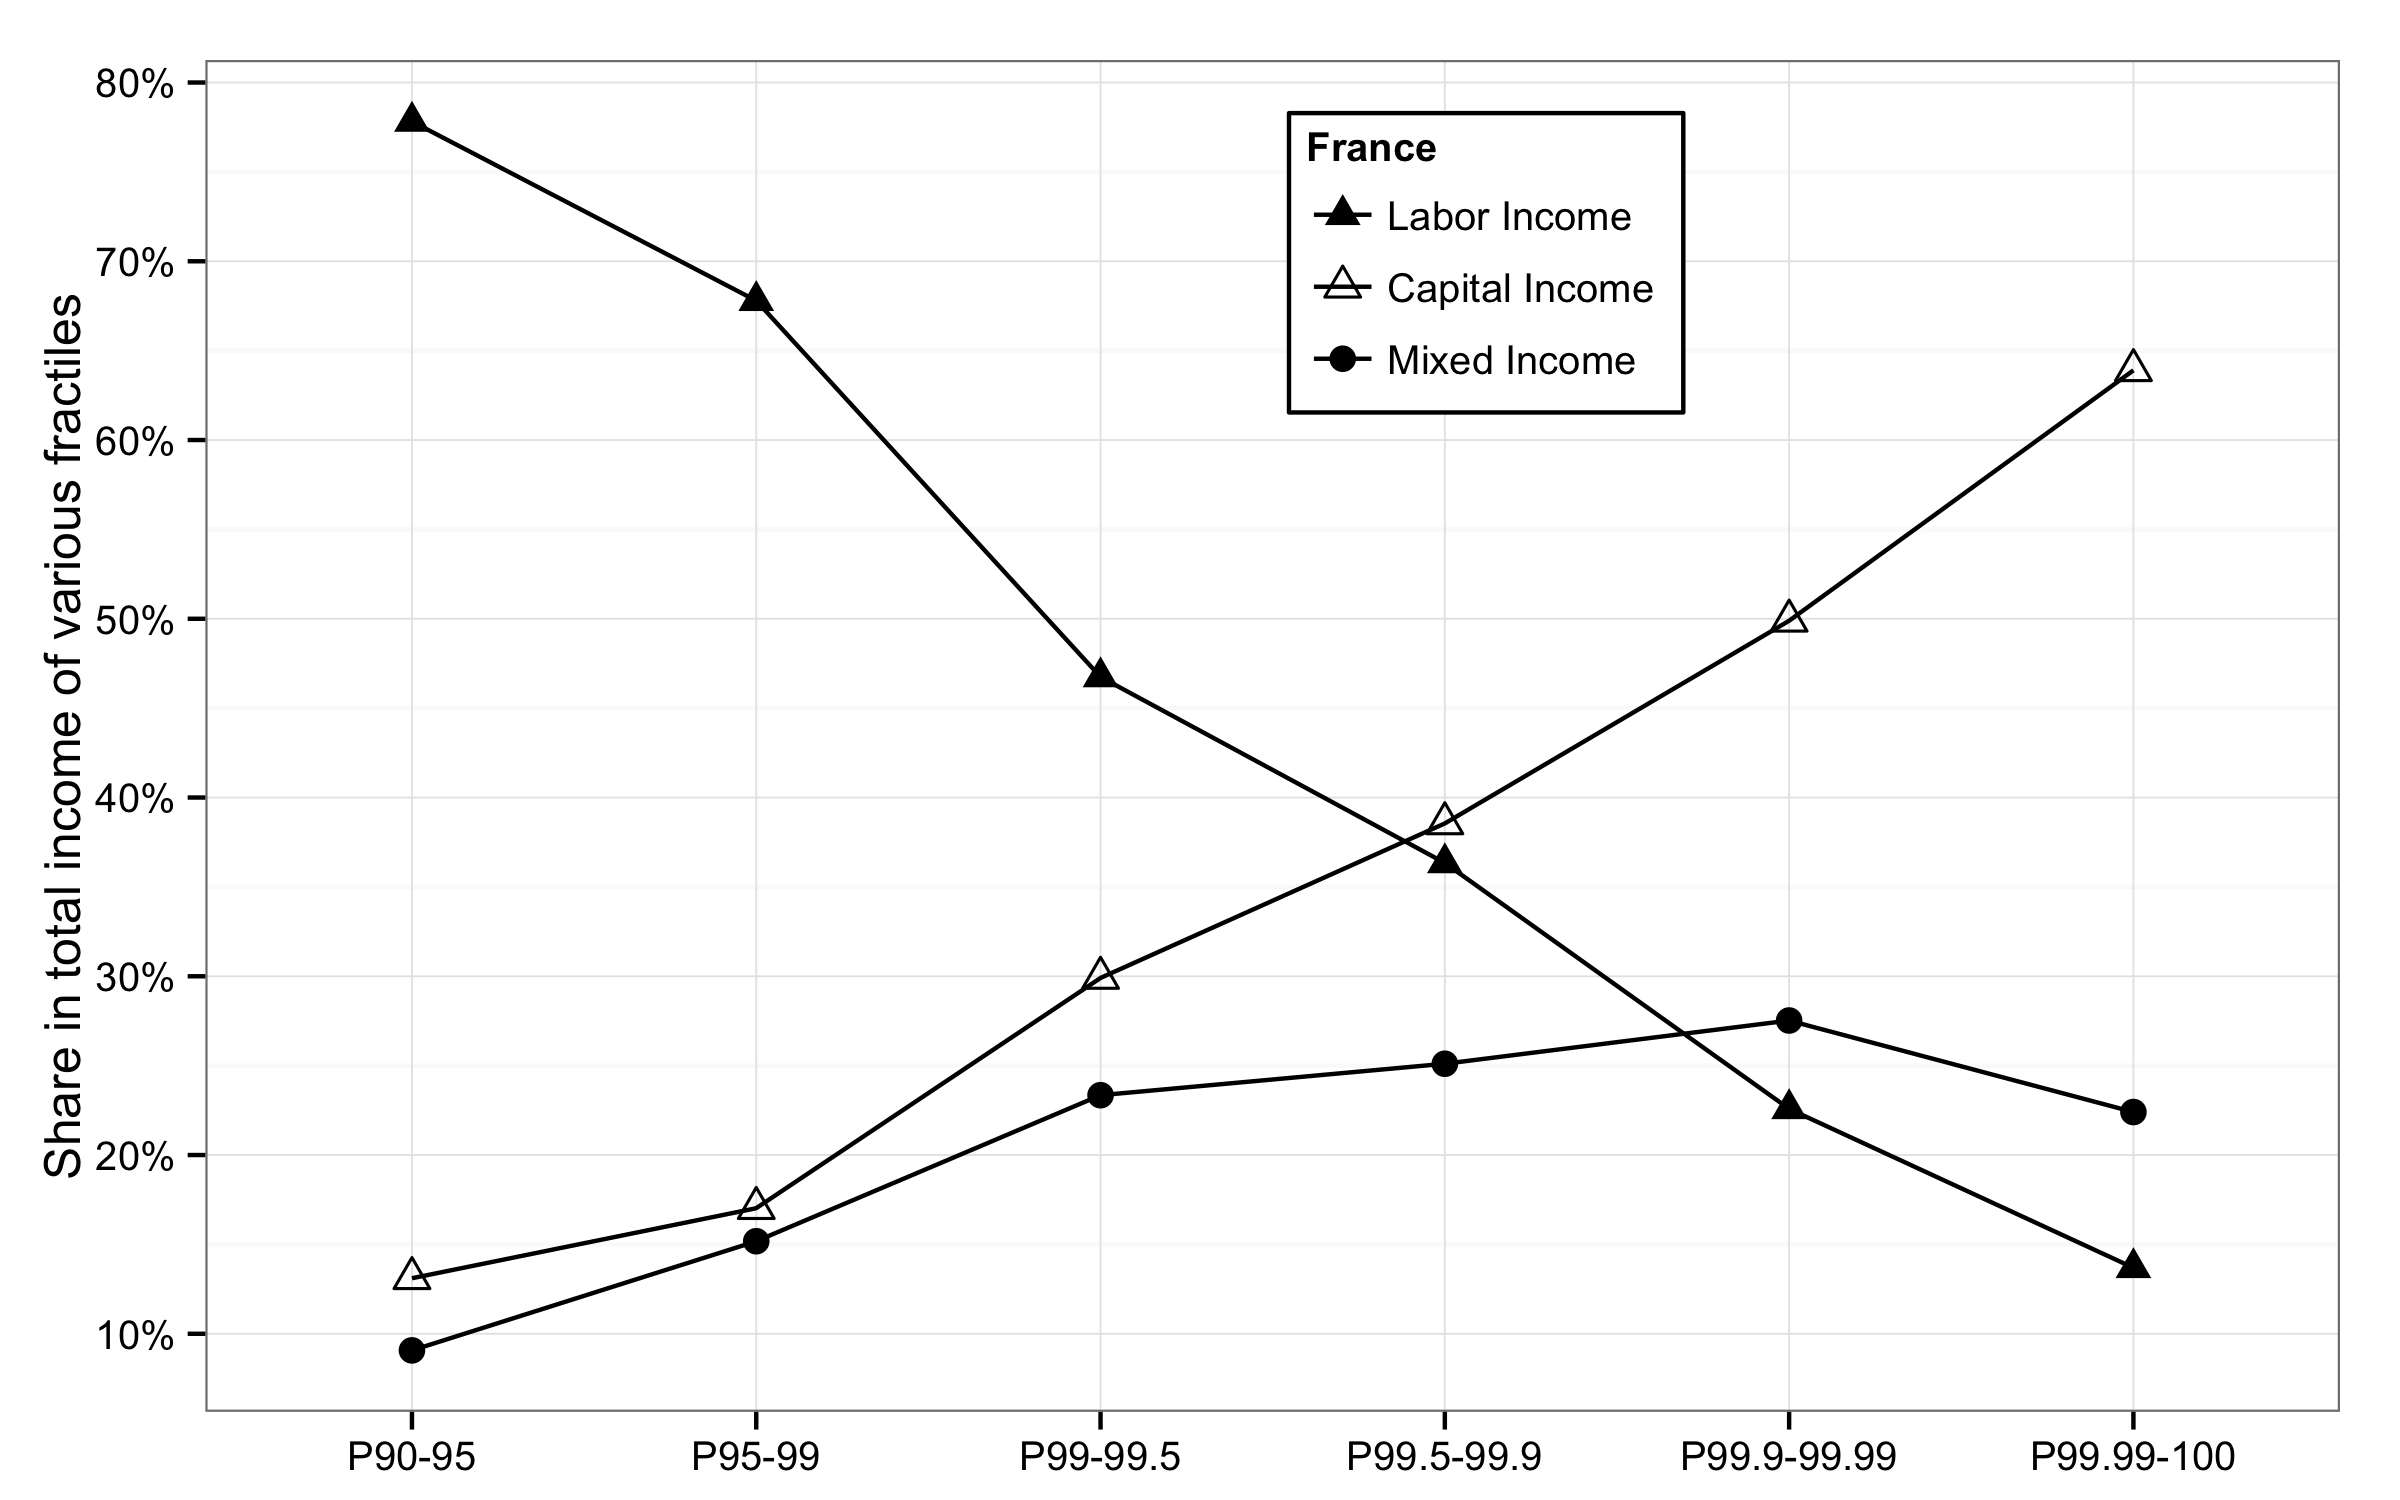 Share in total income of various fractiles
80%
70%
60%
50%
40%
30%
20%
10%
France
Labor Income
Capital Income
Mixed Income
P90-95 P95-99 P99-99.5 P99.5-99.9 P99.9-99.99 P99.99-100